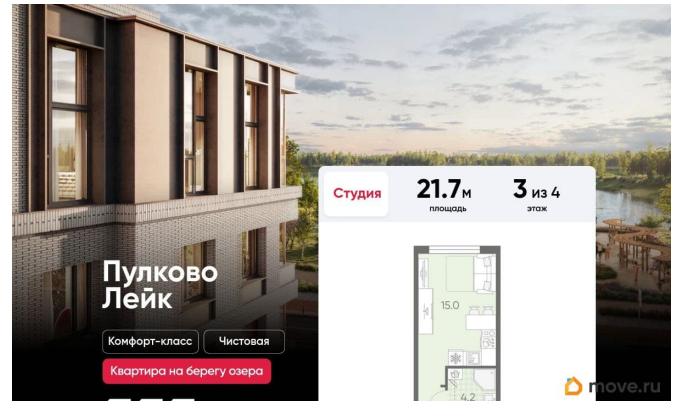 Студия
21.7м
площадь
3 из 4
этаж
Пулково
Лейк
Комфорт-класс
Чистовая
Квартира на берегу озера
15.0
4.2
move.ru